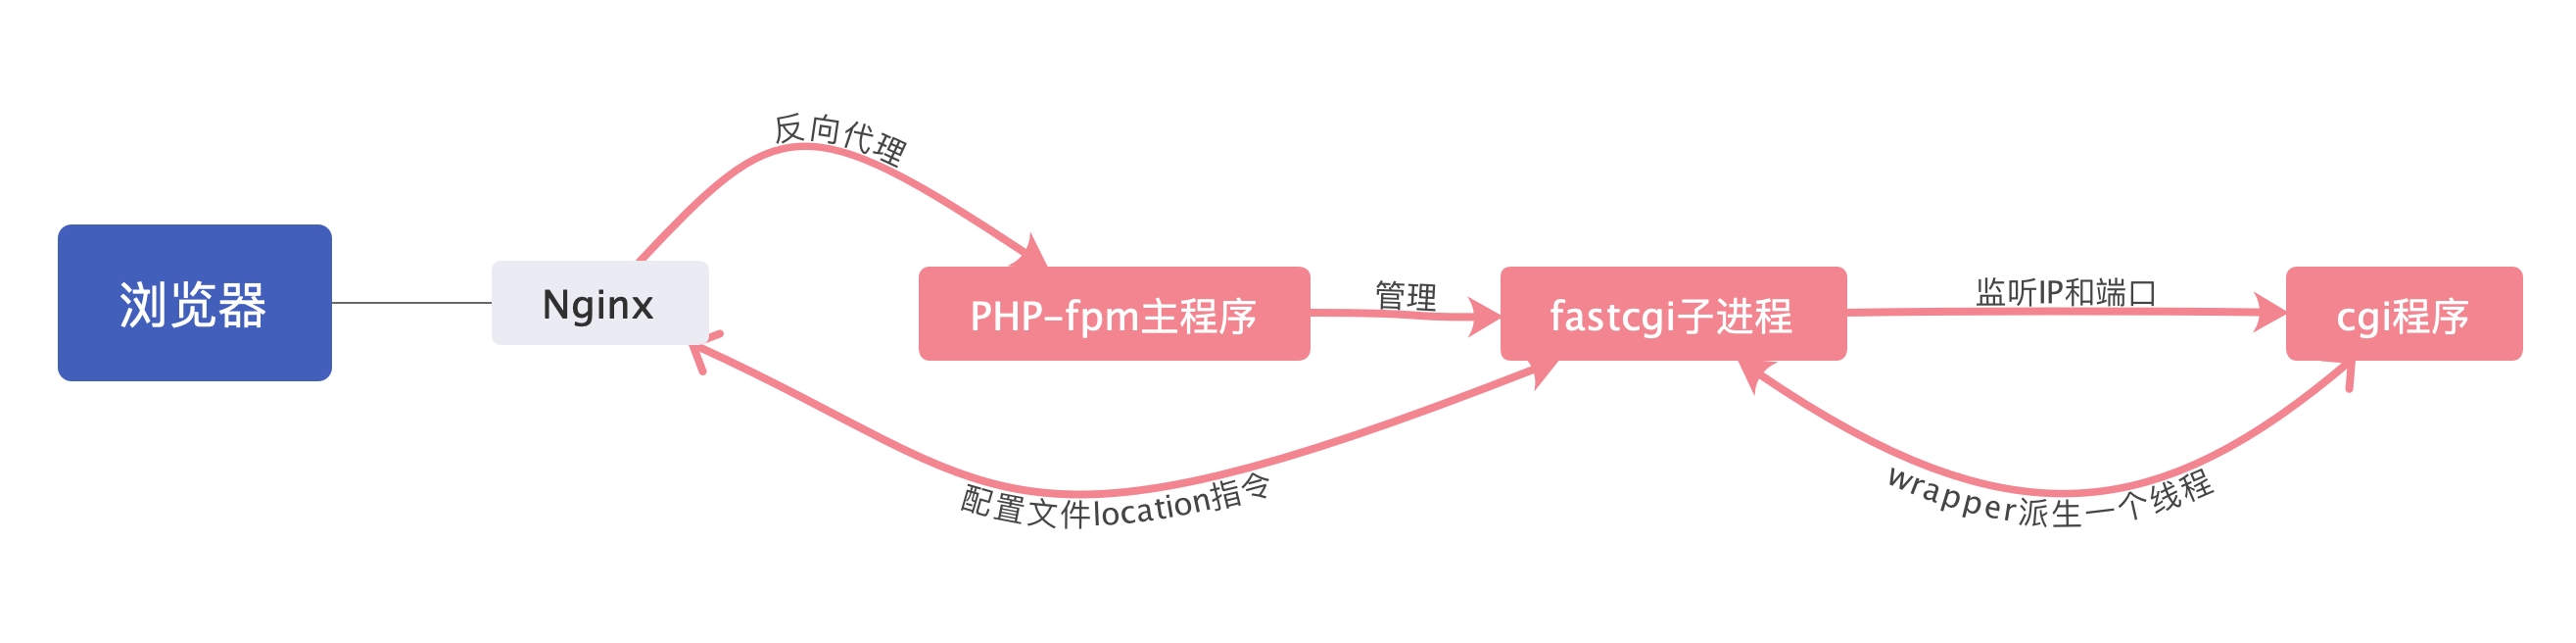 反向代理
浏览器
Nginx
PHP-fpm主程序
管理
fastcgi子进程
监听IP和端口
cgi程序
配置文件location指令
wrapper派生一个线程